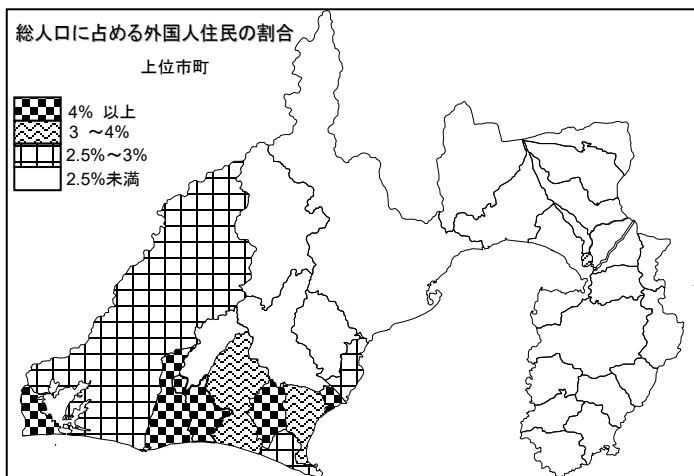 総人口に占める外国人住民の割合
上位市町
4% 以上
3 ～4%
2.5%～3%
2.5%未満